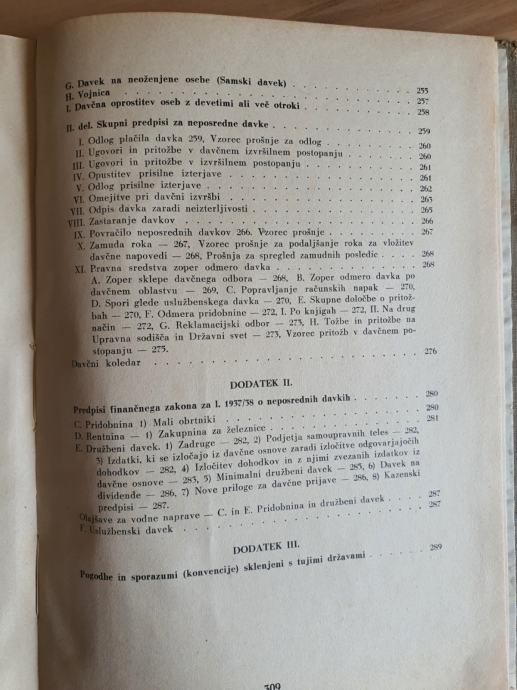 G. Davek na neoženjene osebe (Samski davek) . . . . . . . 255
H. Vojnica . . . . . . . 257
I. Davčna oprostitev oseb z devetimi ali več otroki . . . . . . . 258
II. del. Skupni predpisi za neposredne davke . . . . . . . 259
I. Odlog plačila davka 259, Vzorec prošnje za odlog . . . . . . . 260
II. Ugovori in pritožbe v davčnem izvršilnem postopanju . . . 260
III. Ugovori in pritožbe v izvršilnem postopanju . . . . . . . 261
IV. Opustitev prisilne izterjave . . . . . . . 261
V. Odlog prisilne izterjave . . . . . . . 262
VI. Omejitve pri davčni izvršbi . . . . . . . 263
VII. Odpis davka zaradi neizterljivosti . . . . . . . 265
VIII. Zastaranje davkov . . . . . . . 266
IX. Povračilo neposrednih davkov 266. Vzorec prošnje . . . . 267
X. Zamuda roka — 267, Vzorec prošnje za podaljšanje roka za vložitev
davčne napovedi — 268, Prošnja za spregled zamudnih posledic . 268
XI. Pravna sredstva zoper odmero davka . . . . . . . 268
A. Zoper sklepe davčnega odbora — 268, B. Zoper odmero davka po
davčnem oblastvu — 269, C. Popravljanje računskih napak — 270,
D. Spori glede uslužbenskega davka — 270, E. Skupne določbe o pritož-
bah — 270, F. Odmera pridobnine — 272, I. Po knjigah — 272, II. Na drug
način — 272, G. Reklamacijski odbor — 273, H. Tožbe in pritožbe na
Upravna sodišča in Državni svet — 273, Vzorec pritožb v davčnem po-
stopanju — 275.
Davčni koledar . . . . . . . 276
DODATEK II.
Predpisi finančnega zakona za l. 1937/38 o neposrednih davkih . . . 280
C. Pridobnina 1) Mali obrtniki . . . . . . . 280
D. Rentnina — 1) Zakupnina za železnice . . . . . . . 281
E. Družbeni davek. 1) Zadruge — 282, 2) Podjetja samoupravnih teles — 282,
3) Izdatki, ki se izločajo iz davčne osnove zaradi izločitve odgovarjajočih
dohodkov — 282, 4) Izločitev dohodkov in z njimi zvezanih izdatkov iz
davčne osnove — 283, 5) Minimalni družbeni davek — 285, 6) Davek na
dividende — 286, 7) Nove priloge za davčne prijave — 286, 8) Kazenski
predpisi — 287.
Olajšave za vodne naprave — C. in E. Pridobnina in družbeni davek . . 287
F. Uslužbenski davek . . . . . . . 287
DODATEK III.
Pogodbe in sporazumi (konvencije) sklenjeni s tujimi državami . . . 289
309